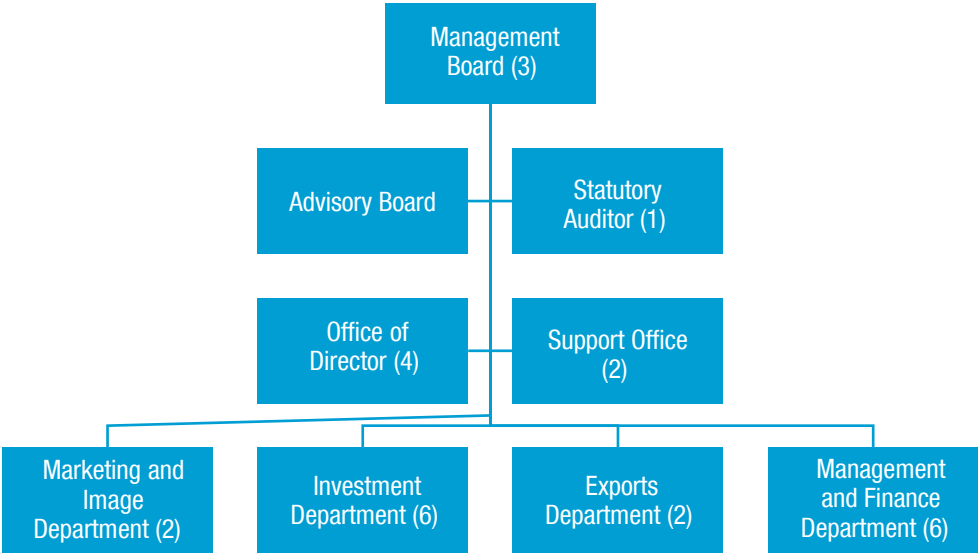 Management
Board (3)
Advisory Board
Statutory
Auditor (1)
Office of
Director (4)
Support Office
(2)
Marketing and
Image
Department (2)
Investment
Department (6)
Exports
Department (2)
Management
and Finance
Department (6)